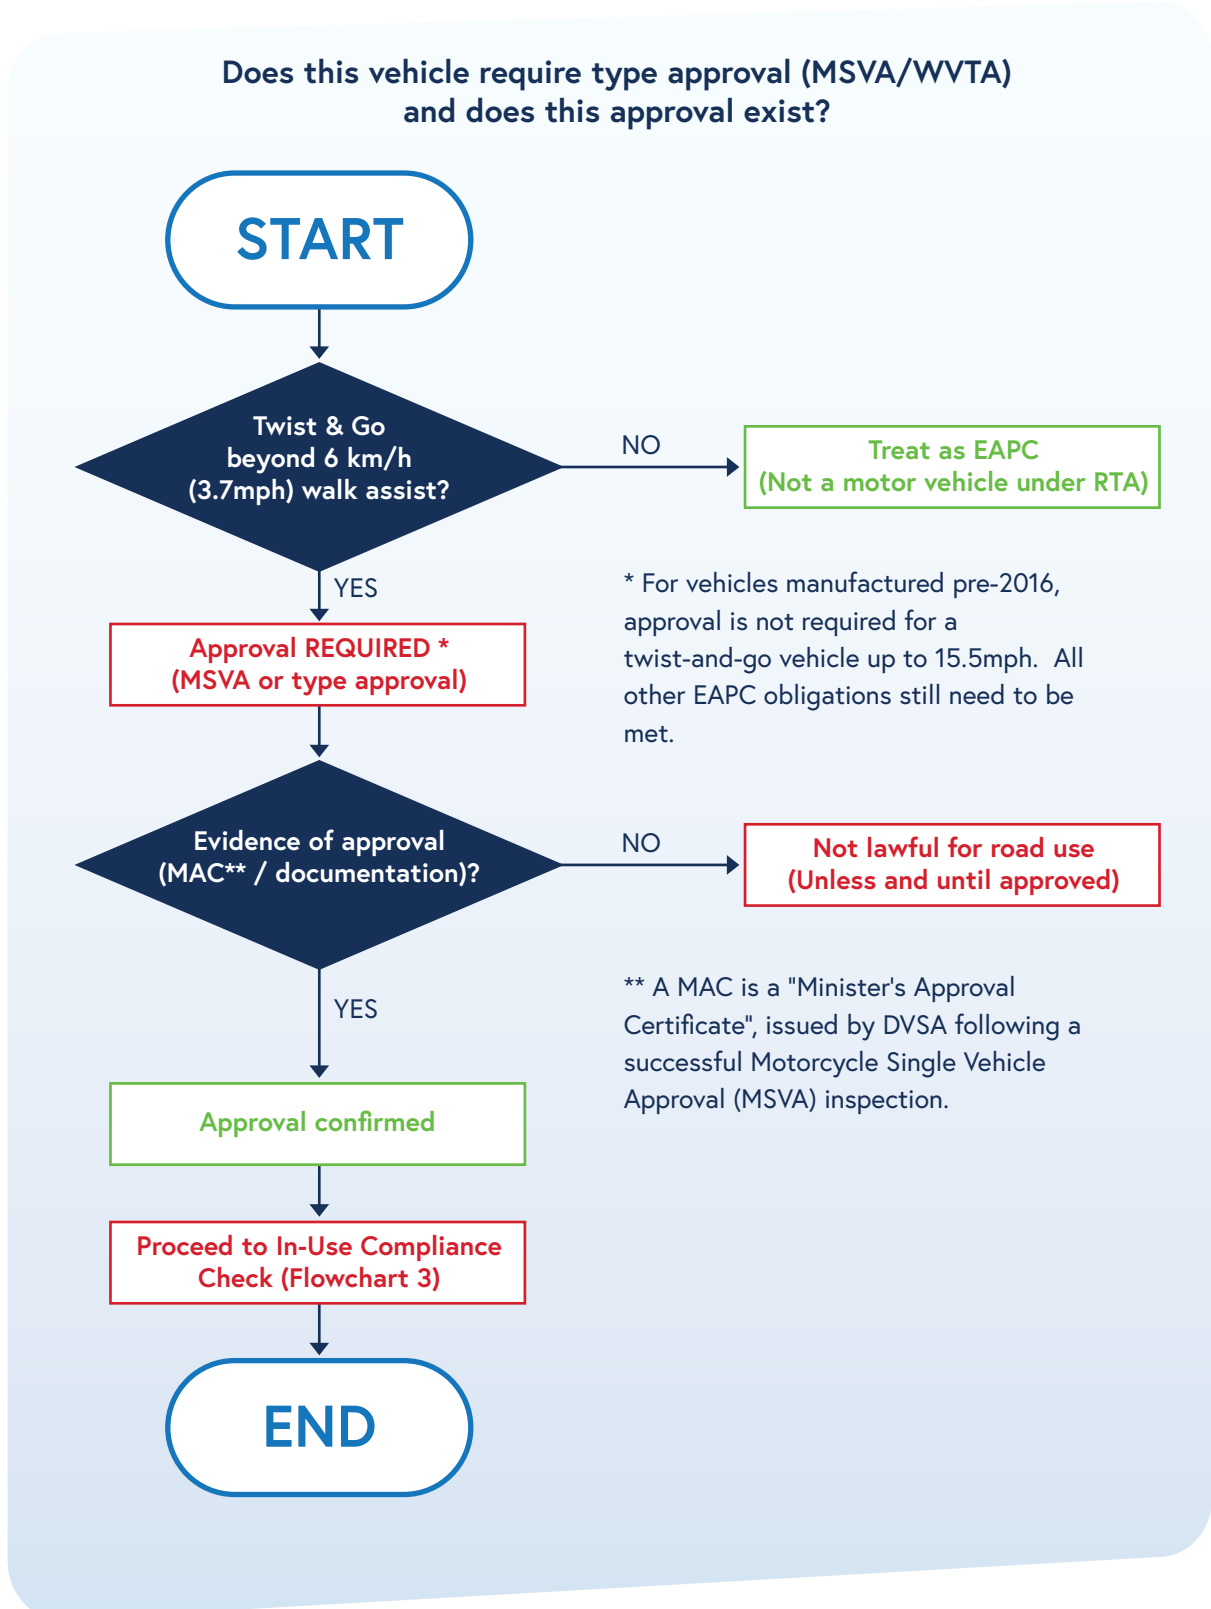 Does this vehicle require type approval (MSVA/WVTA)
and does this approval exist?
START
Twist & Go
beyond 6 km/h
(3.7mph) walk assist?
NO
Treat as EAPC
(Not a motor vehicle under RTA)
YES
* For vehicles manufactured pre-2016,
approval is not required for a
twist-and-go vehicle up to 15.5mph.  All
other EAPC obligations still need to be
met.
Approval REQUIRED *
(MSVA or type approval)
Evidence of approval
(MAC** / documentation)?
NO
Not lawful for road use
(Unless and until approved)
YES
** A MAC is a "Minister's Approval
Certificate", issued by DVSA following a
successful Motorcycle Single Vehicle
Approval (MSVA) inspection.
Approval confirmed
Proceed to In-Use Compliance
Check (Flowchart 3)
END